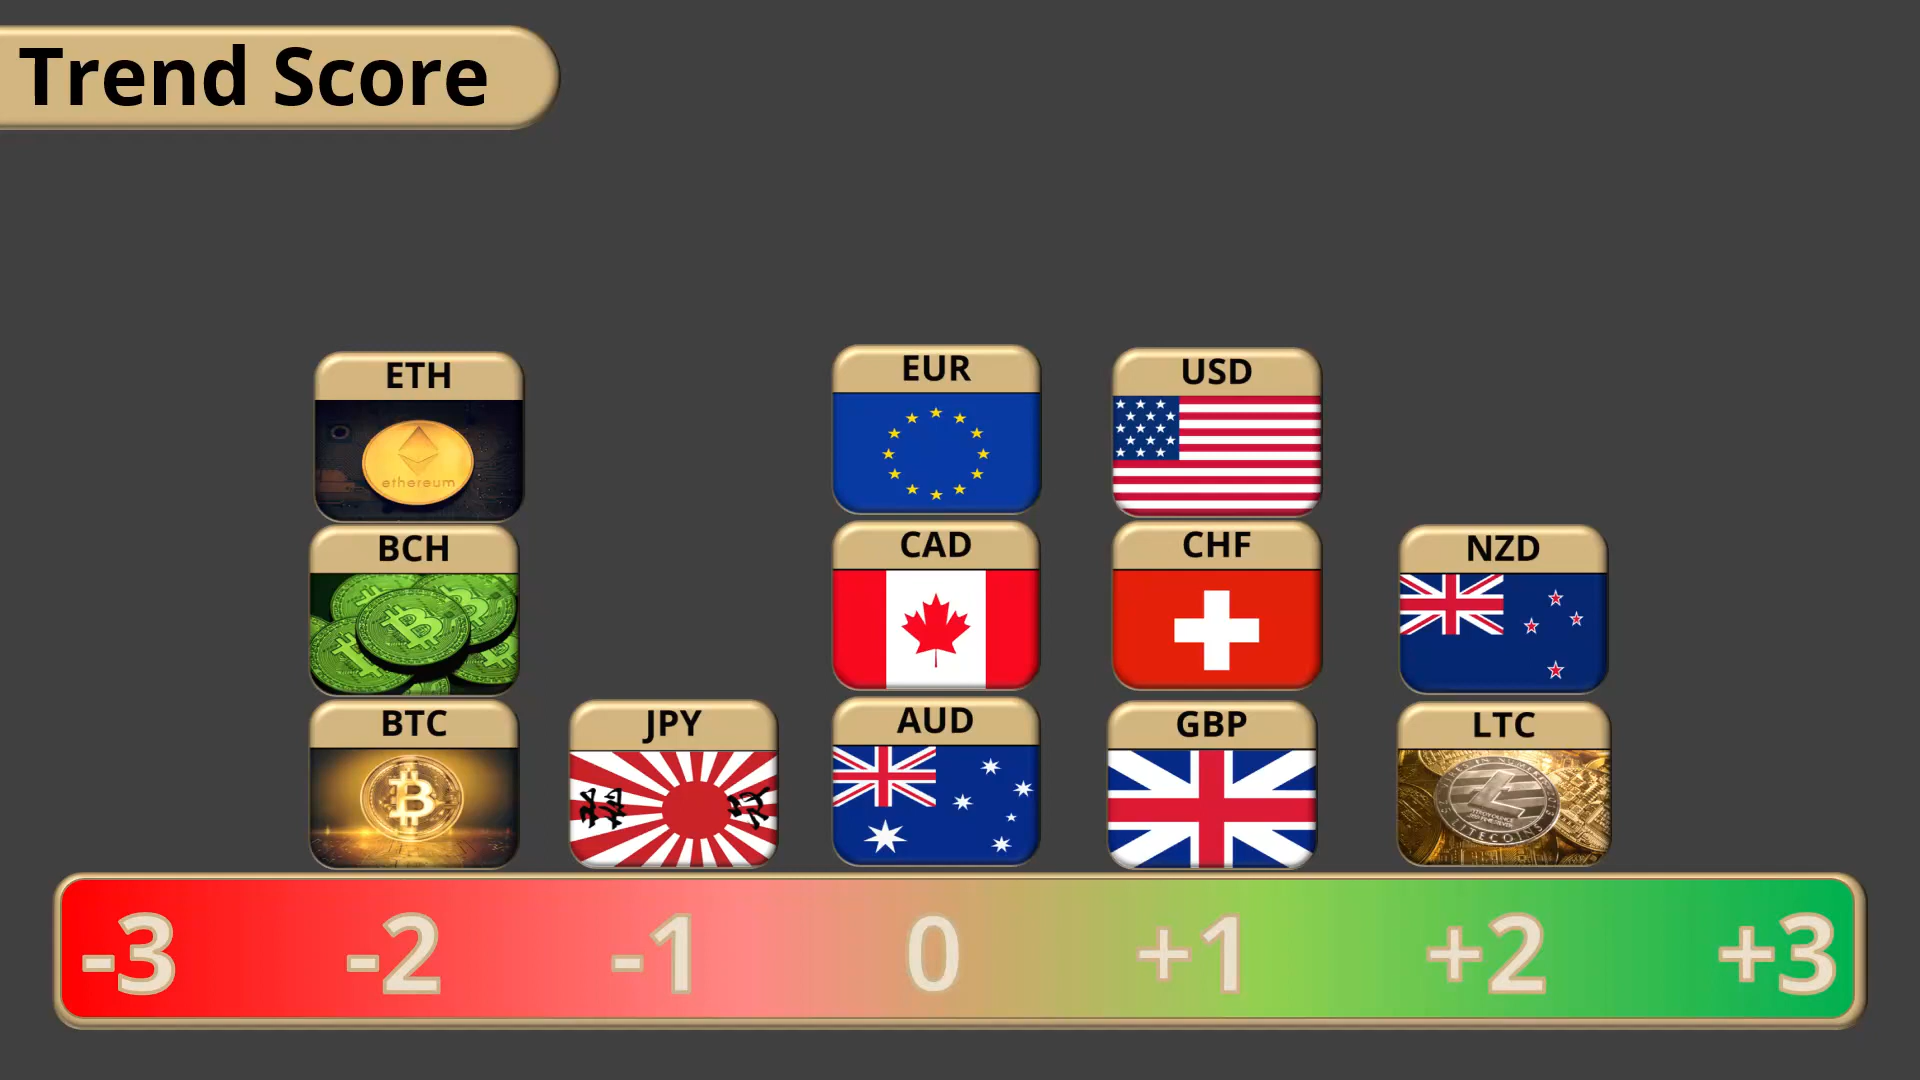 Trend Score
ETH
ethereum
EUR
USD
BCH
CAD
CHF
NZD
BTC
JPY
AUD
GBP
LTC
LITECOIN
-3 -2 -1 0 +1 +2 +3